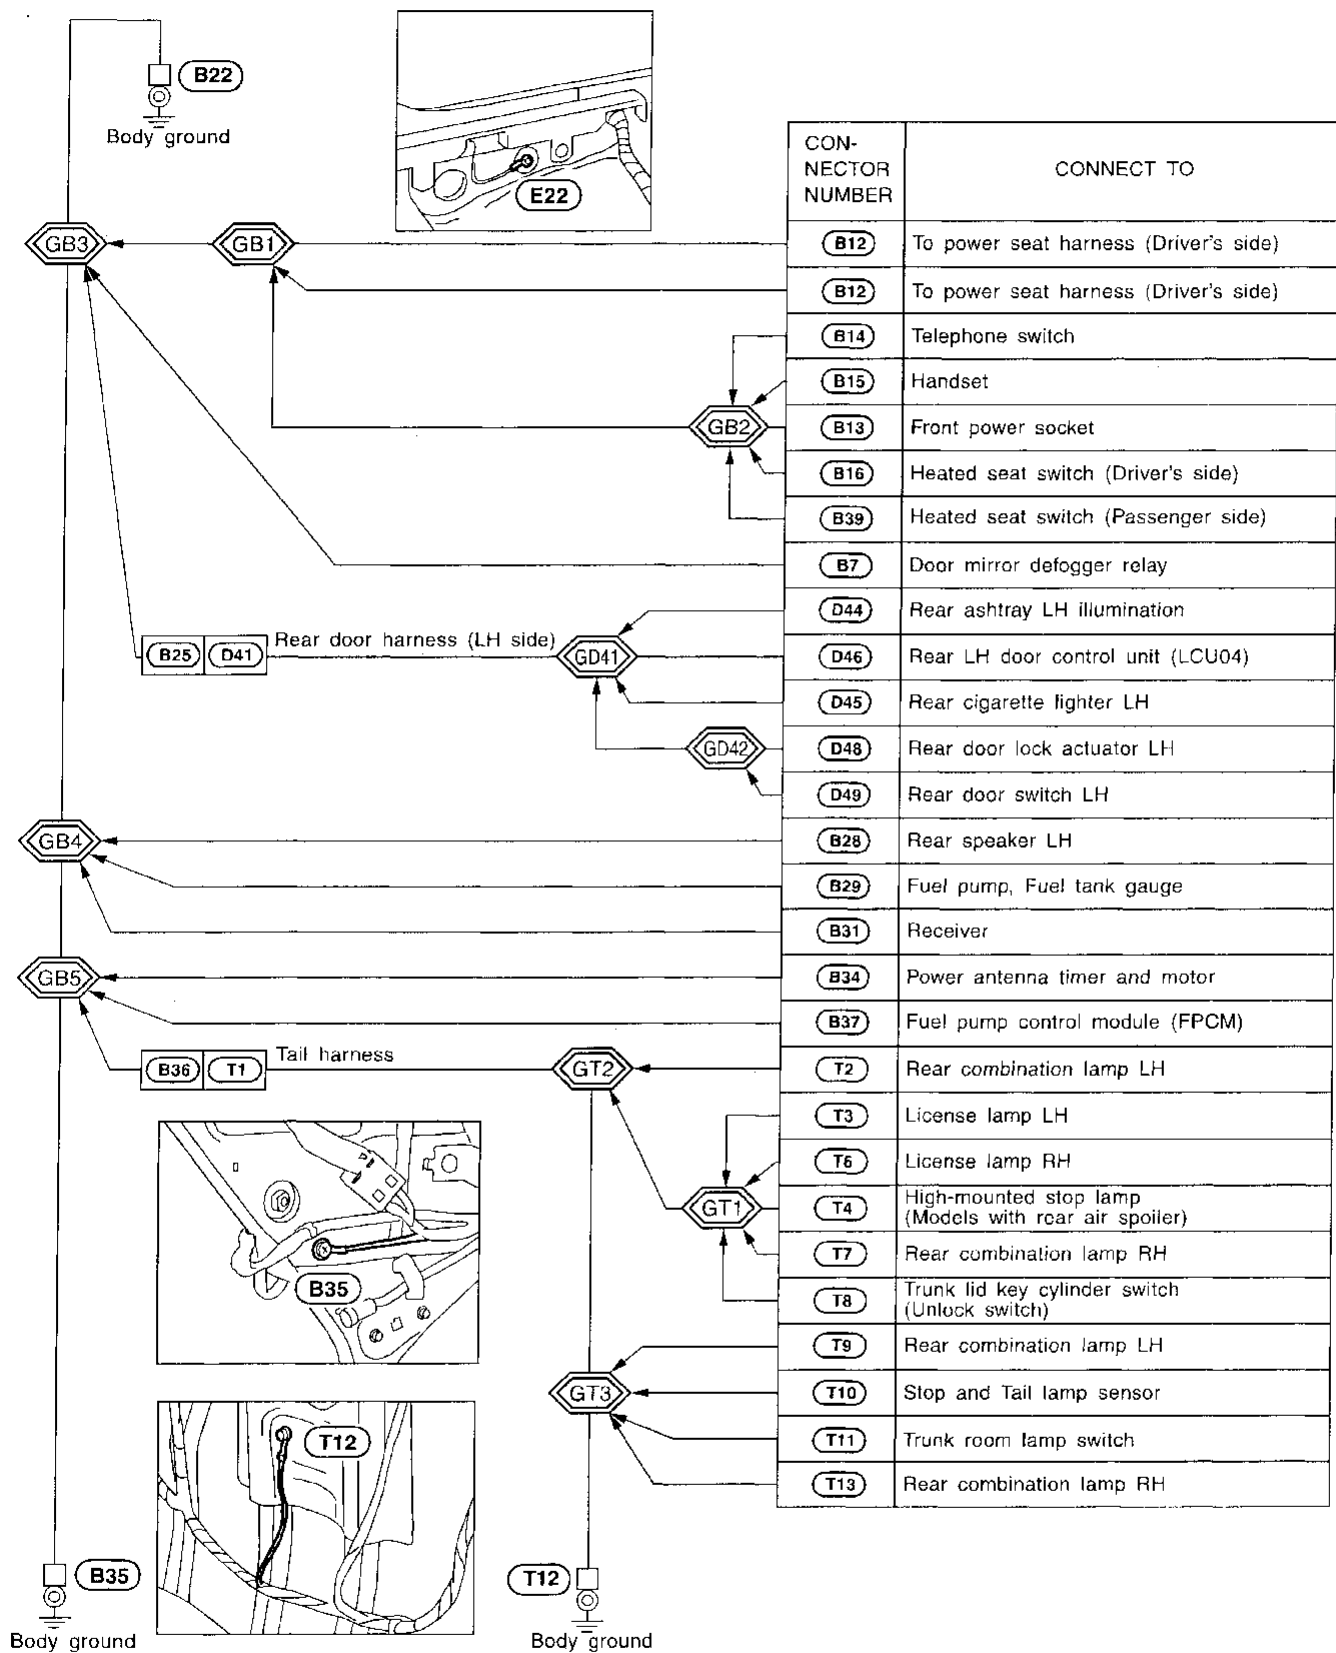 B22
Body ground
E22
CON-
NECTOR
NUMBER
CONNECT TO
GB3
GB1
B12 To power seat harness (Driver's side)
B12 To power seat harness (Driver's side)
B14 Telephone switch
B15 Handset
GB2
B13 Front power socket
B16 Heated seat switch (Driver's side)
B39 Heated seat switch (Passenger side)
B7 Door mirror defogger relay
D44 Rear ashtray LH illumination
B25 D41 Rear door harness (LH side)
GD41
D46 Rear LH door control unit (LCU04)
D45 Rear cigarette lighter LH
GD42
D48 Rear door lock actuator LH
D49 Rear door switch LH
GB4
B28 Rear speaker LH
B29 Fuel pump, Fuel tank gauge
B31 Receiver
GB5
B34 Power antenna timer and motor
B37 Fuel pump control module (FPCM)
B36 T1 Tail harness
GT2
T2 Rear combination lamp LH
T3 License lamp LH
T6 License lamp RH
GT1
T4 High-mounted stop lamp
(Models with rear air spoiler)
T7 Rear combination lamp RH
B35
T8 Trunk lid key cylinder switch
(Unlock switch)
T9 Rear combination lamp LH
GT3
T10 Stop and Tail lamp sensor
T12
T11 Trunk room lamp switch
T13 Rear combination lamp RH
B35
Body ground
T12
Body ground